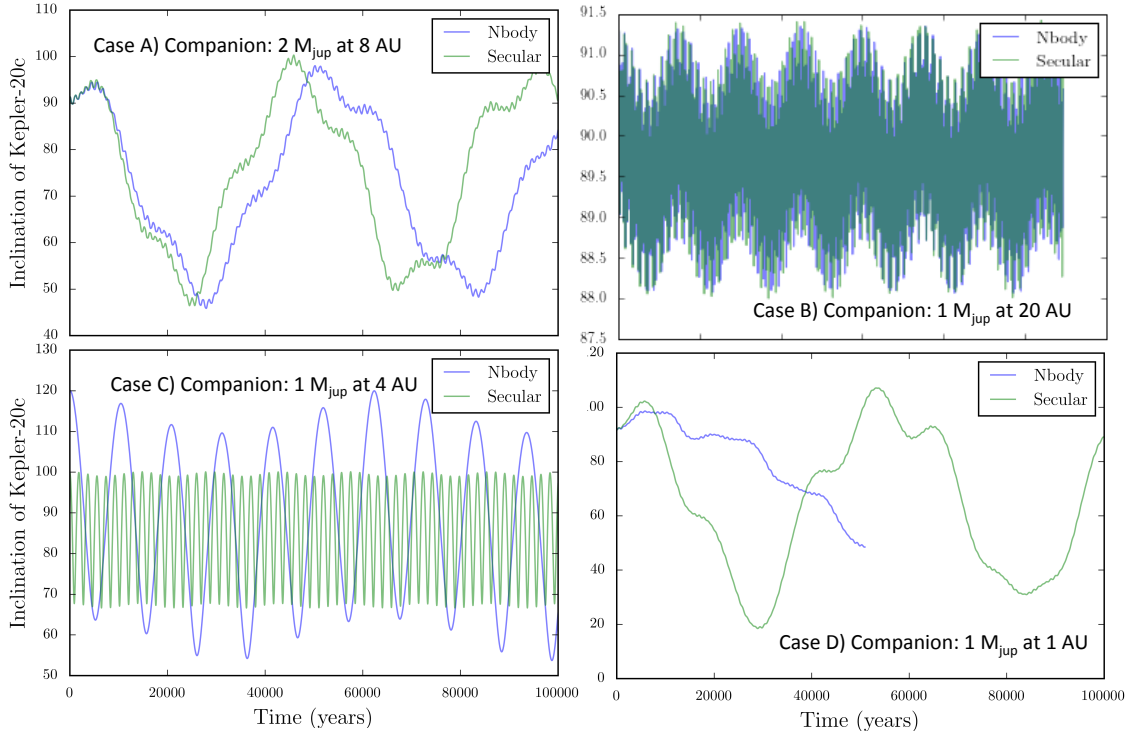 Case A) Companion: 2 Mjup at 8 AU
Nbody
Secular
110
100
90
80
70
60
50
40
Inclination of Kepler-20c
Case B) Companion: 1 Mjup at 20 AU
Nbody
Secular
91.5
91.0
90.5
90.0
89.5
89.0
88.5
88.0
87.5
Case C) Companion: 1 Mjup at 4 AU
Nbody
Secular
130
120
110
100
90
80
70
60
50
Inclination of Kepler-20c
0 20000 40000 60000 80000 100000
Time (years)
Case D) Companion: 1 Mjup at 1 AU
Nbody
Secular
20
.00
80
60
40
20
0
0 20000 40000 60000 80000 100000
Time (years)